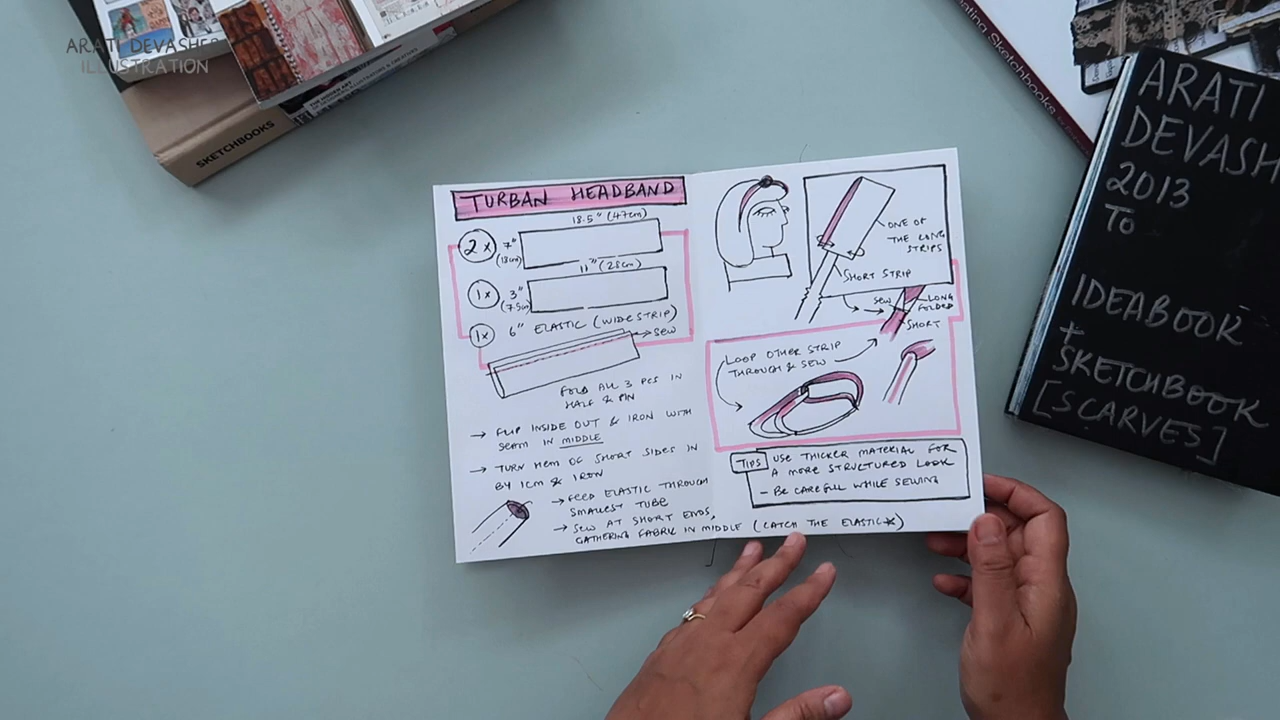 ARATI DEVASHER
ILLUSTRATION
SKETCHBOOKS
Sketchbooks
ARATI
DEVASH
2013
TO
IDEABOOK
+
SKETCHBOOK
[SCARVES]
TURBAN HEADBAND
18.5" (47cm)
2x
7"
(18cm)
11" (28cm)
1x
3"
(7.5cm)
1x
6" ELASTIC (WIDE STRIP)
→ SEW
FOLD ALL 3 PCS IN
HALF & PIN
→ FLIP INSIDE OUT & IRON WITH
SEAM IN MIDDLE
→ TURN HEM OF SHORT SIDES IN
BY 1CM & IRON
→ FEED ELASTIC THROUGH
SMALLEST TUBE
→ SEW AT SHORT ENDS,
GATHERING FABRIC IN MIDDLE (CATCH THE ELASTIC*)
ONE OF
THE LONG
STRIPS
SHORT STRIP
SEW
LONG
FOLDED
SHORT
LOOP OTHER STRIP
THROUGH & SEW
TIPS
USE THICKER MATERIAL FOR
A MORE STRUCTURED LOOK
- BE CAREFUL WHILE SEWING